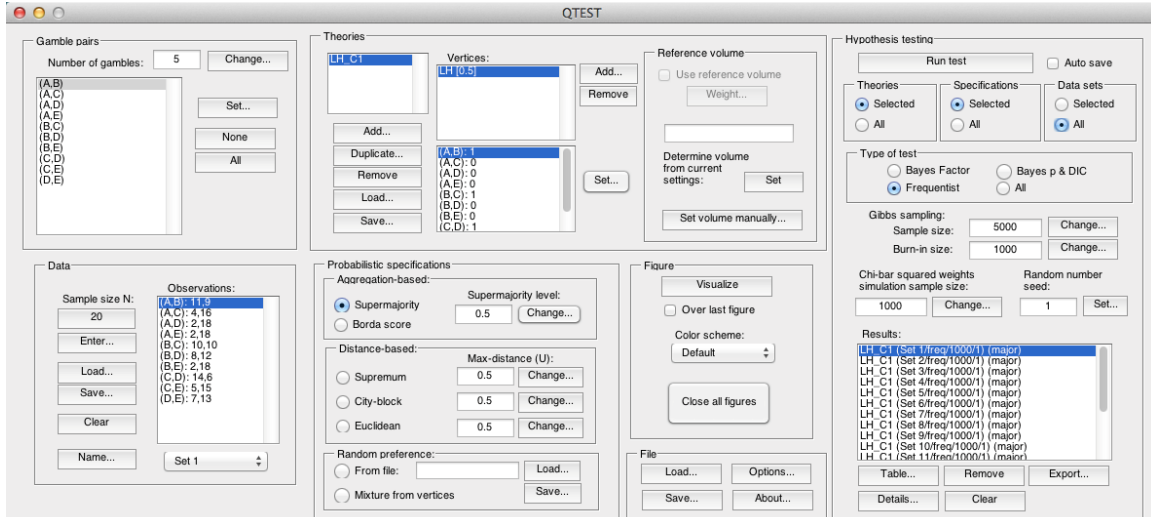 QTEST
Gamble pairs
Number of gambles: 5 Change...
(A,B)
(A,C)
(A,D)
(A,E)
(B,C)
(B,D)
(B,E)
(C,D)
(C,E)
(D,E)
Set...
None
All
Theories
LH_C1
Add...
Duplicate...
Remove
Load...
Save...
Vertices:
LH [0.5]
Add...
Remove
(A,B): 1
(A,C): 0
(A,D): 0
(A,E): 0
(B,C): 1
(B,D): 0
(B,E): 0
(C,D): 1
Set...
Reference volume
Use reference volume
Weight...
Determine volume
from current
settings: Set
Set volume manually...
Hypothesis testing
Run test Auto save
Theories
Selected
All
Specifications
Selected
All
Data sets
Selected
All
Type of test
Bayes Factor Bayes p & DIC
Frequentist All
Gibbs sampling:
Sample size: 5000 Change...
Burn-in size: 1000 Change...
Chi-bar squared weights
simulation sample size:
1000 Change...
Random number
seed:
1 Set...
Results:
LH_C1 (Set 1/freq/1000/1) (major)
LH_C1 (Set 2/freq/1000/1) (major)
LH_C1 (Set 3/freq/1000/1) (major)
LH_C1 (Set 4/freq/1000/1) (major)
LH_C1 (Set 5/freq/1000/1) (major)
LH_C1 (Set 6/freq/1000/1) (major)
LH_C1 (Set 7/freq/1000/1) (major)
LH_C1 (Set 8/freq/1000/1) (major)
LH_C1 (Set 9/freq/1000/1) (major)
LH_C1 (Set 10/freq/1000/1) (major)
LH_C1 (Set 11/freq/1000/1) (major)
Table... Remove Export...
Details... Clear
Data
Sample size N:
20
Enter...
Load...
Save...
Clear
Name...
Observations:
(A,B): 11,9
(A,C): 4,16
(A,D): 2,18
(A,E): 2,18
(B,C): 10,10
(B,D): 8,12
(B,E): 2,18
(C,D): 14,6
(C,E): 5,15
(D,E): 7,13
Set 1
Probabilistic specifications
Aggregation-based:
Supermajority
Borda score
Supermajority level:
0.5 Change...
Distance-based:
Max-distance (U):
Supremum 0.5 Change...
City-block 0.5 Change...
Euclidean 0.5 Change...
Random preference:
From file: Load...
Mixture from vertices Save...
Figure
Visualize
Over last figure
Color scheme:
Default
Close all figures
File
Load... Options...
Save... About...